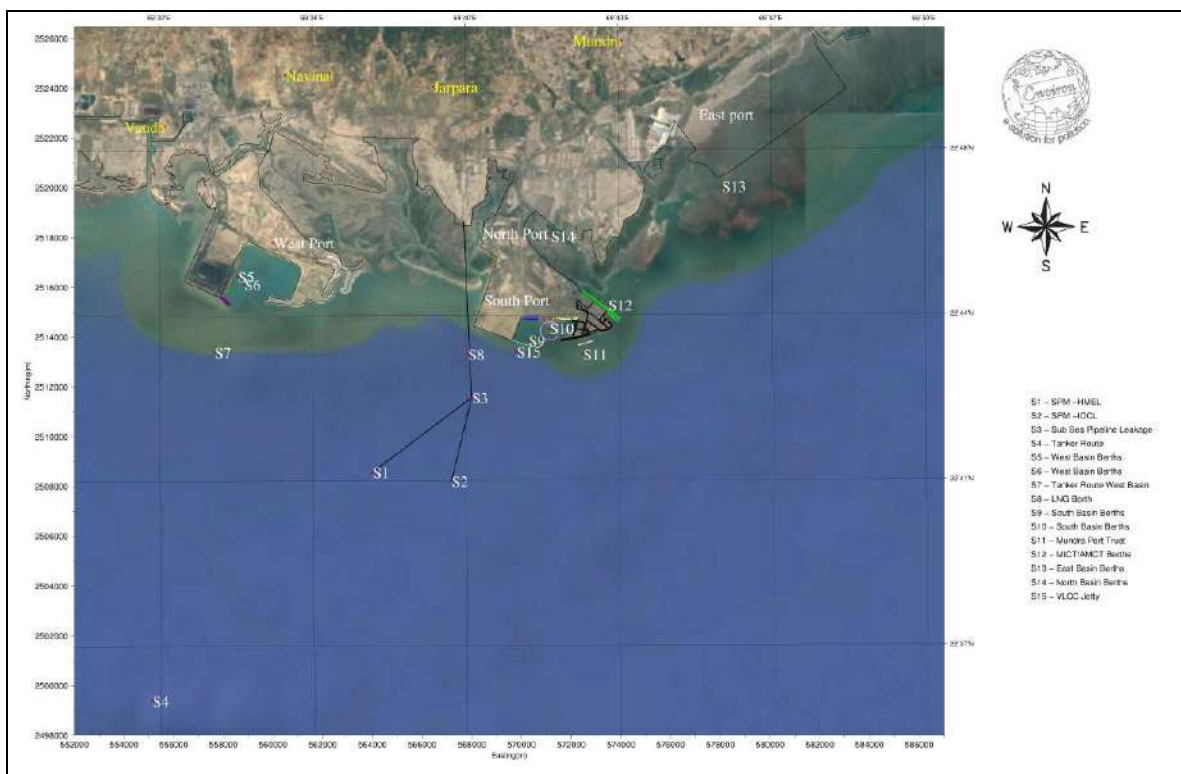 Mundra
Navinal
Jarpara
Vandh
East port
S13
North Port
S14
West Port
S5
S6
South Port
S12
S10
S9
S15
S11
S7
S8
S3
S1
S2
S4
2526000
2524000
2522000
2520000
2518000
2516000
2514000
2512000
2510000
2508000
2506000
2504000
2502000
2500000
2498000
Northing(m)
552000 554000 556000 558000 560000 562000 564000 566000 568000 570000 572000 574000 576000 578000 580000 582000 584000 586000
Easting(m)
Environ
a solution for pollution
N
W E
S
S1 – SPM –HMEL
S2 – SPM –IOCL
S3 – Sub Sea Pipeline Leakage
S4 – Tanker Route
S5 – West Basin Berths
S6 – West Basin Berths
S7 – Tanker Route West Basin
S8 – LNG Berth
S9 – South Basin Berths
S10 – South Basin Berths
S11 – Mundra Port Trust
S12 – MICT/AMCT Berths
S13 – East Basin Berths
S14 – North Basin Berths
S15 – VLCC Jetty